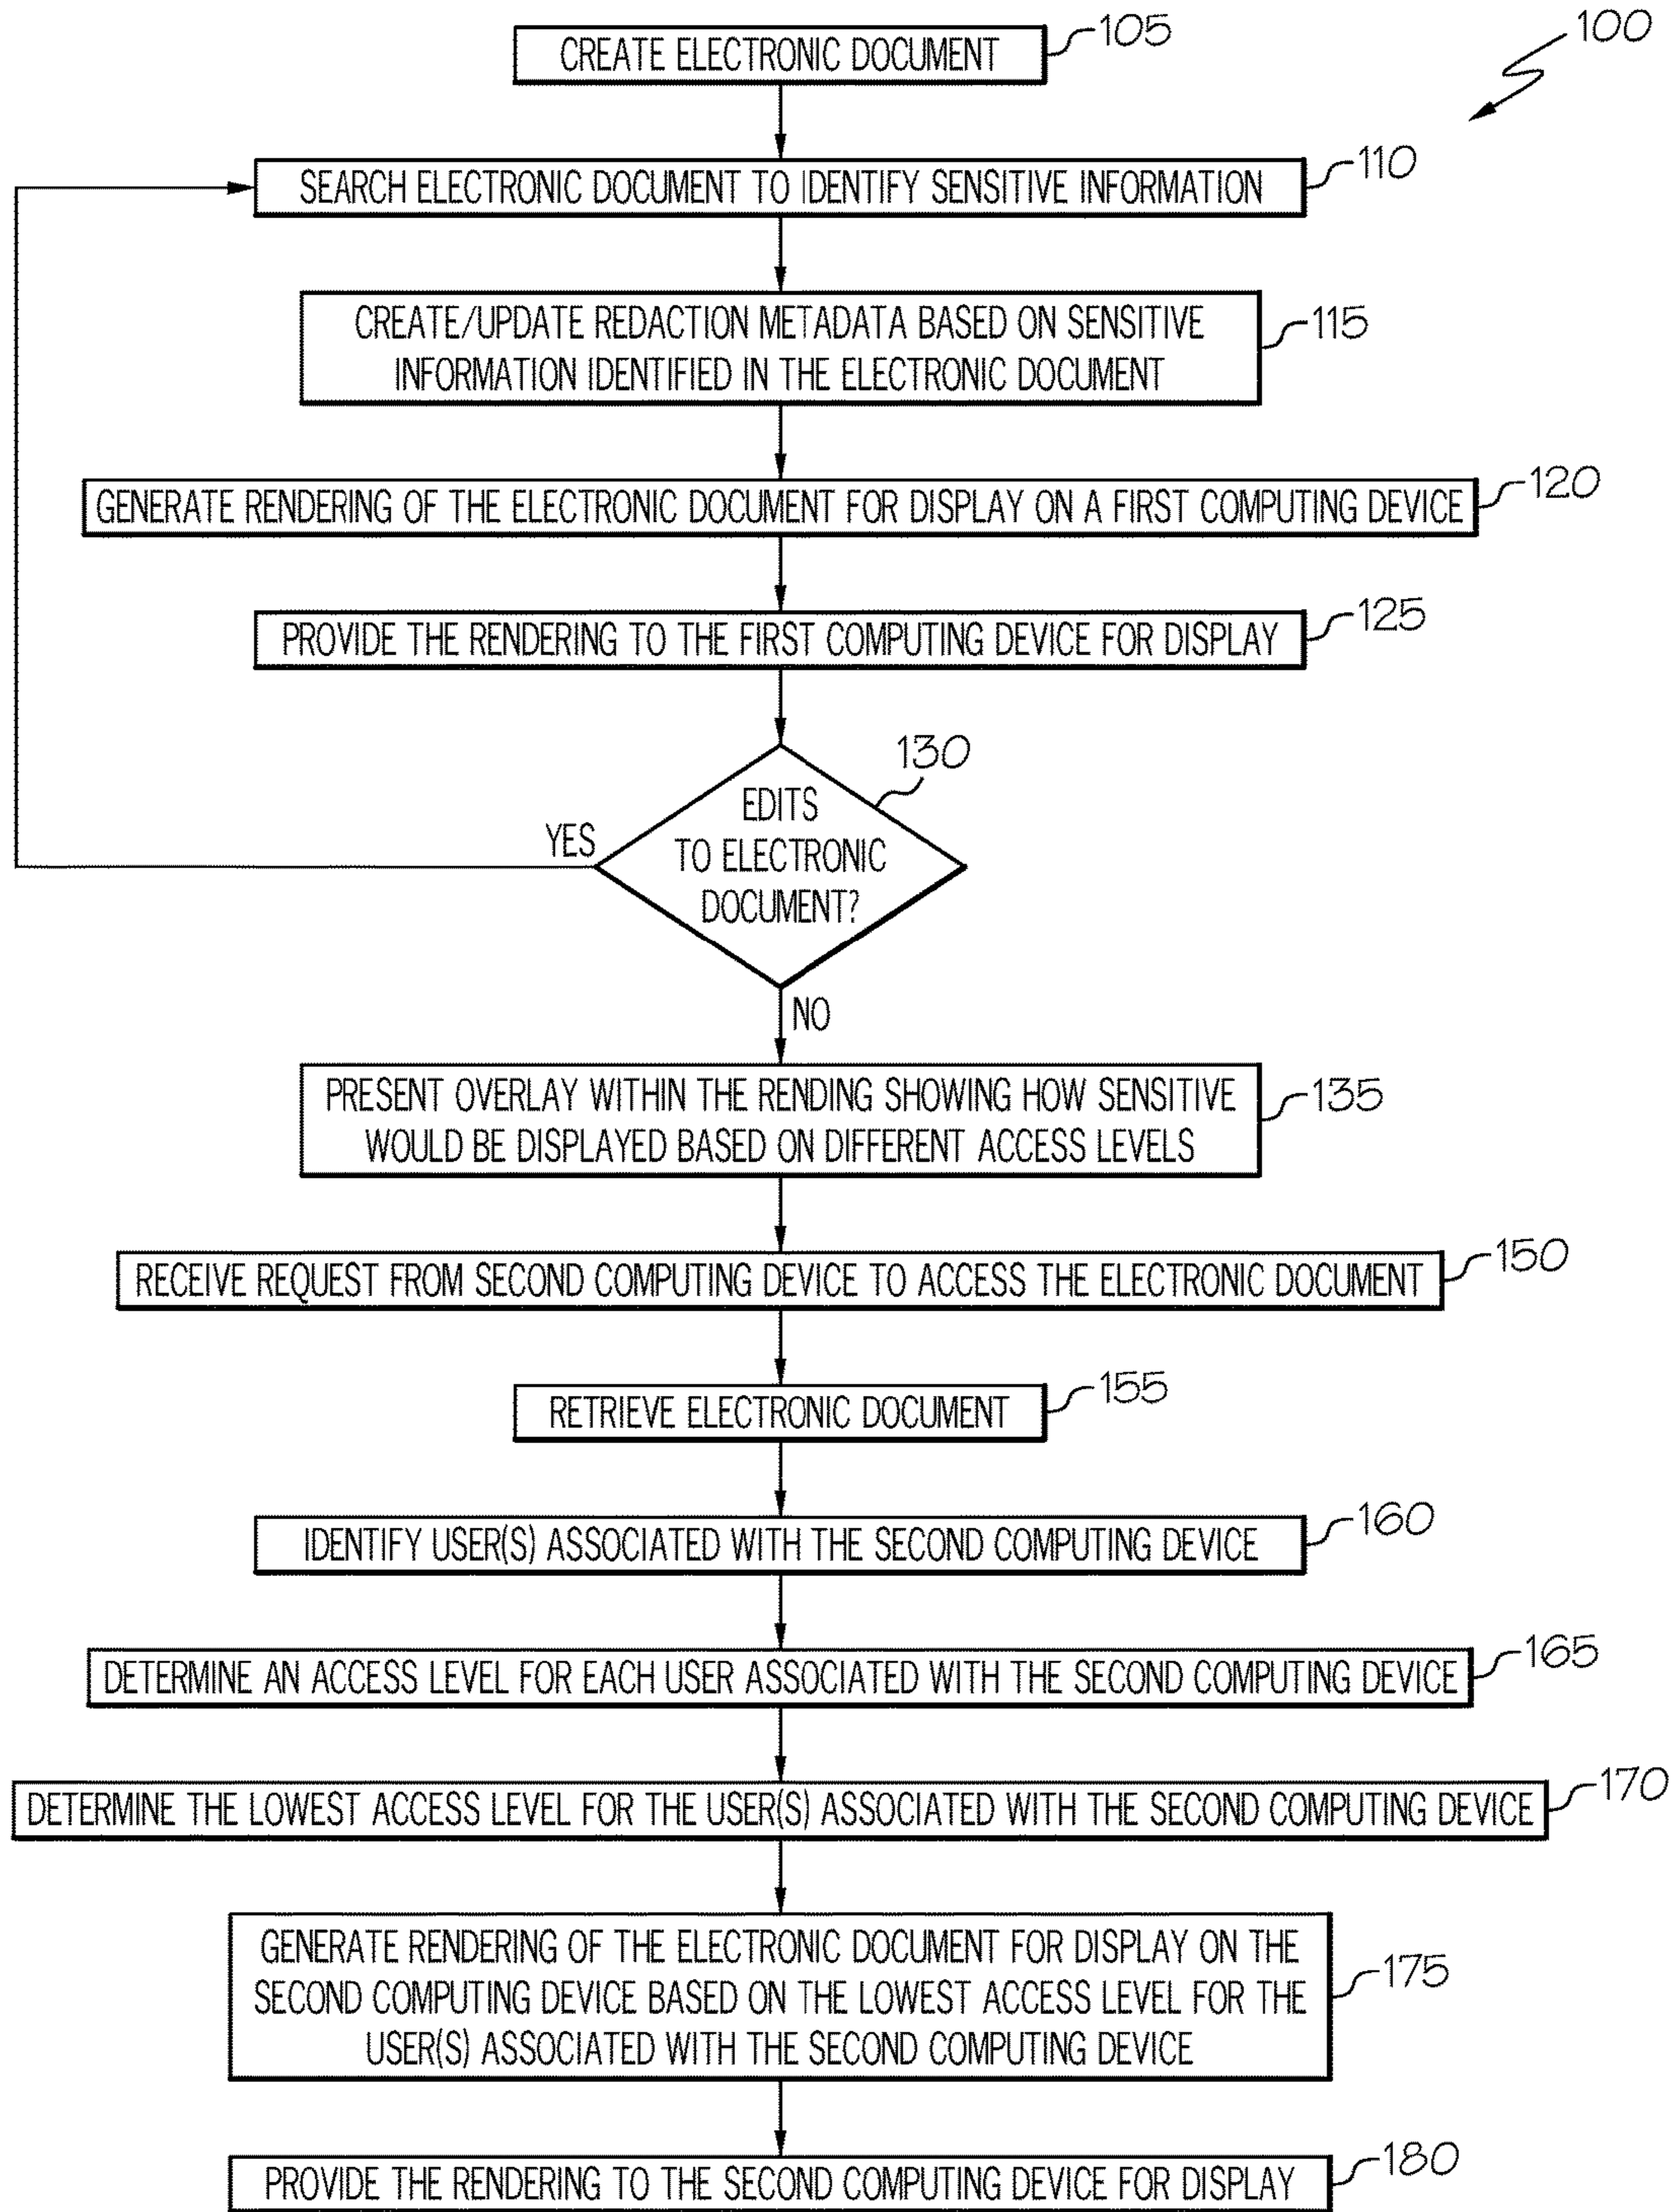 100
CREATE ELECTRONIC DOCUMENT
105
SEARCH ELECTRONIC DOCUMENT TO IDENTIFY SENSITIVE INFORMATION
110
CREATE/UPDATE REDACTION METADATA BASED ON SENSITIVE
INFORMATION IDENTIFIED IN THE ELECTRONIC DOCUMENT
115
GENERATE RENDERING OF THE ELECTRONIC DOCUMENT FOR DISPLAY ON A FIRST COMPUTING DEVICE
120
PROVIDE THE RENDERING TO THE FIRST COMPUTING DEVICE FOR DISPLAY
125
130
EDITS
TO ELECTRONIC
DOCUMENT?
YES
NO
PRESENT OVERLAY WITHIN THE RENDING SHOWING HOW SENSITIVE
WOULD BE DISPLAYED BASED ON DIFFERENT ACCESS LEVELS
135
RECEIVE REQUEST FROM SECOND COMPUTING DEVICE TO ACCESS THE ELECTRONIC DOCUMENT
150
RETRIEVE ELECTRONIC DOCUMENT
155
IDENTIFY USER(S) ASSOCIATED WITH THE SECOND COMPUTING DEVICE
160
DETERMINE AN ACCESS LEVEL FOR EACH USER ASSOCIATED WITH THE SECOND COMPUTING DEVICE
165
DETERMINE THE LOWEST ACCESS LEVEL FOR THE USER(S) ASSOCIATED WITH THE SECOND COMPUTING DEVICE
170
GENERATE RENDERING OF THE ELECTRONIC DOCUMENT FOR DISPLAY ON THE
SECOND COMPUTING DEVICE BASED ON THE LOWEST ACCESS LEVEL FOR THE
USER(S) ASSOCIATED WITH THE SECOND COMPUTING DEVICE
175
PROVIDE THE RENDERING TO THE SECOND COMPUTING DEVICE FOR DISPLAY
180